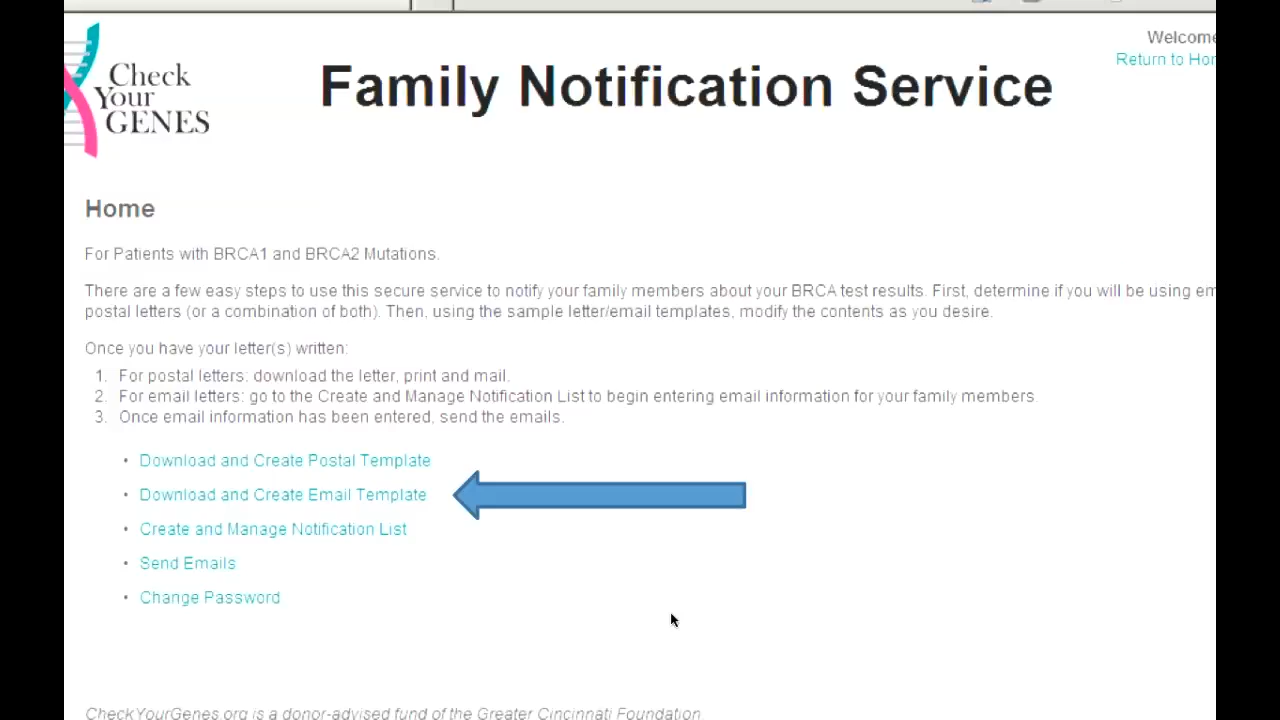 Welcome
Return to Hor
Check
Your
GENES
Family Notification Service
Home
For Patients with BRCA1 and BRCA2 Mutations.
There are a few easy steps to use this secure service to notify your family members about your BRCA test results. First, determine if you will be using em
postal letters (or a combination of both). Then, using the sample letter/email templates, modify the contents as you desire.
Once you have your letter(s) written:
1. For postal letters: download the letter, print and mail.
2. For email letters: go to the Create and Manage Notification List to begin entering email information for your family members.
3. Once email information has been entered, send the emails.
• Download and Create Postal Template
• Download and Create Email Template
• Create and Manage Notification List
• Send Emails
• Change Password
CheckYourGenes.org is a donor-advised fund of the Greater Cincinnati Foundation.